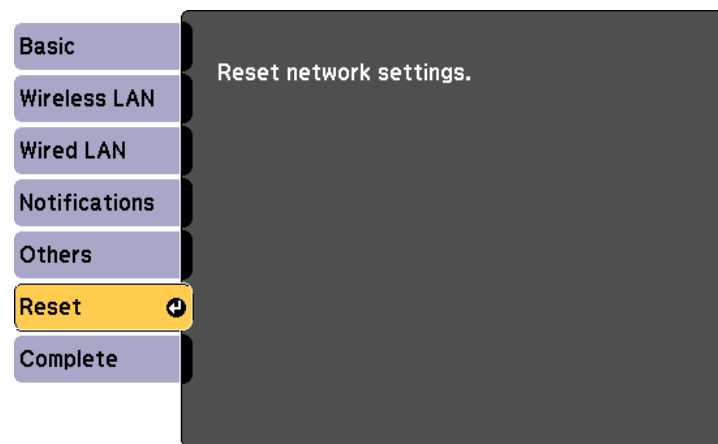 Basic
Wireless LAN
Wired LAN
Notifications
Others
Reset
Complete
Reset network settings.